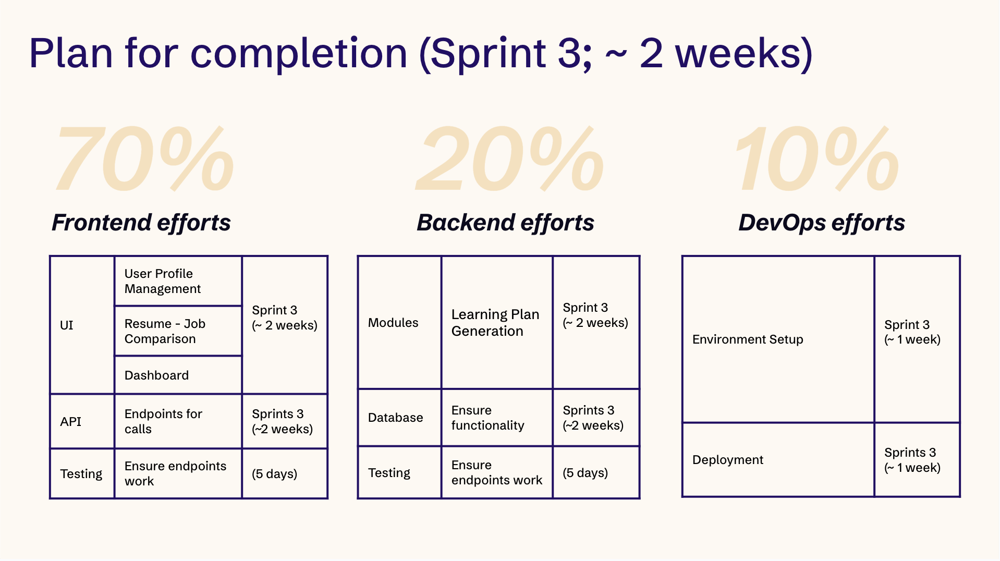 Plan for completion (Sprint 3; ~ 2 weeks)
70%
Frontend efforts
UI
User Profile
Management
Resume - Job
Comparison
Dashboard
Sprint 3
(~ 2 weeks)
API
Endpoints for
calls
Sprints 3
(~2 weeks)
Testing
Ensure endpoints
work
(5 days)
20%
Backend efforts
Modules
Learning Plan
Generation
Sprint 3
(~ 2 weeks)
Database
Ensure
functionality
Sprints 3
(~2 weeks)
Testing
Ensure
endpoints work
(5 days)
10%
DevOps efforts
Environment Setup
Sprint 3
(~ 1 week)
Deployment
Sprints 3
(~ 1 week)